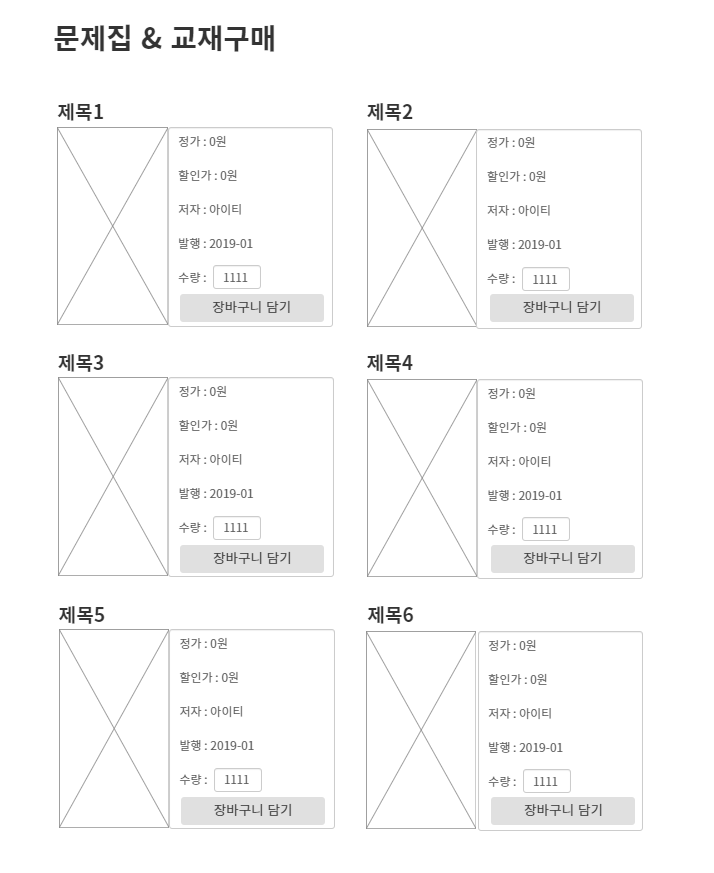 문제집 & 교재구매
제목1
정가 : 0원
할인가 : 0원
저자 : 아이티
발행 : 2019-01
수량 : 1111
장바구니 담기
제목2
정가 : 0원
할인가 : 0원
저자 : 아이티
발행 : 2019-01
수량 : 1111
장바구니 담기
제목3
정가 : 0원
할인가 : 0원
저자 : 아이티
발행 : 2019-01
수량 : 1111
장바구니 담기
제목4
정가 : 0원
할인가 : 0원
저자 : 아이티
발행 : 2019-01
수량 : 1111
장바구니 담기
제목5
정가 : 0원
할인가 : 0원
저자 : 아이티
발행 : 2019-01
수량 : 1111
장바구니 담기
제목6
정가 : 0원
할인가 : 0원
저자 : 아이티
발행 : 2019-01
수량 : 1111
장바구니 담기